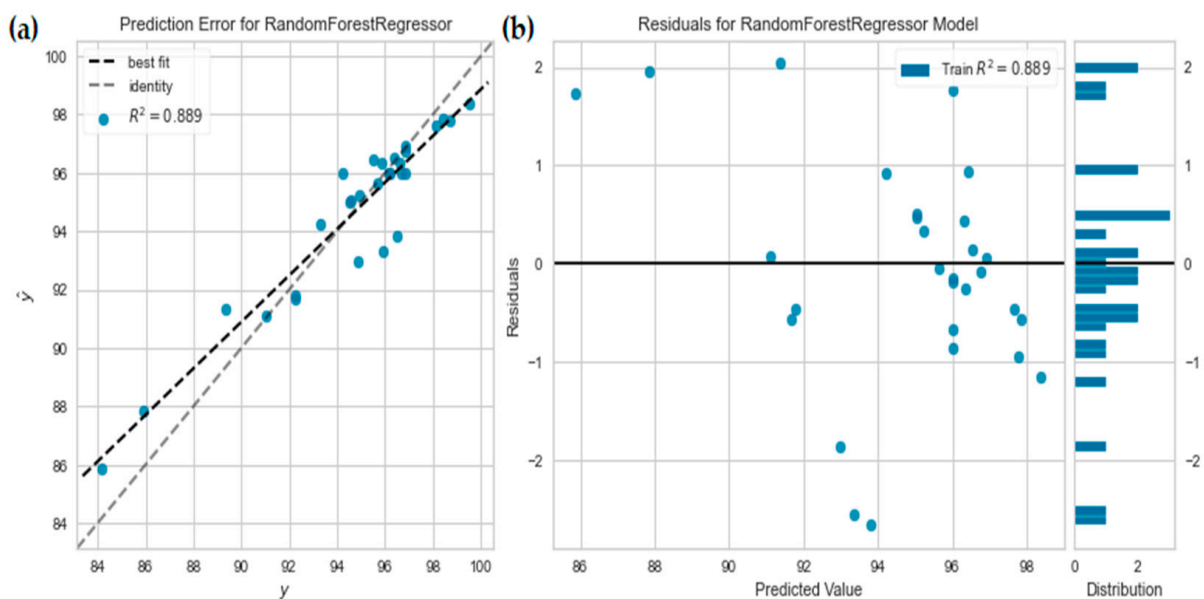 (a)
Prediction Error for RandomForestRegressor
best fit
identity
R² = 0.889
100
98
96
94
92
90
88
86
84
ŷ
84 86 88 90 92 94 96 98 100
y
(b)
Residuals for RandomForestRegressor Model
Train R² = 0.889
2
1
0
−1
−2
Residuals
86 88 90 92 94 96 98
Predicted Value
2
1
0
−1
−2
0 2
Distribution